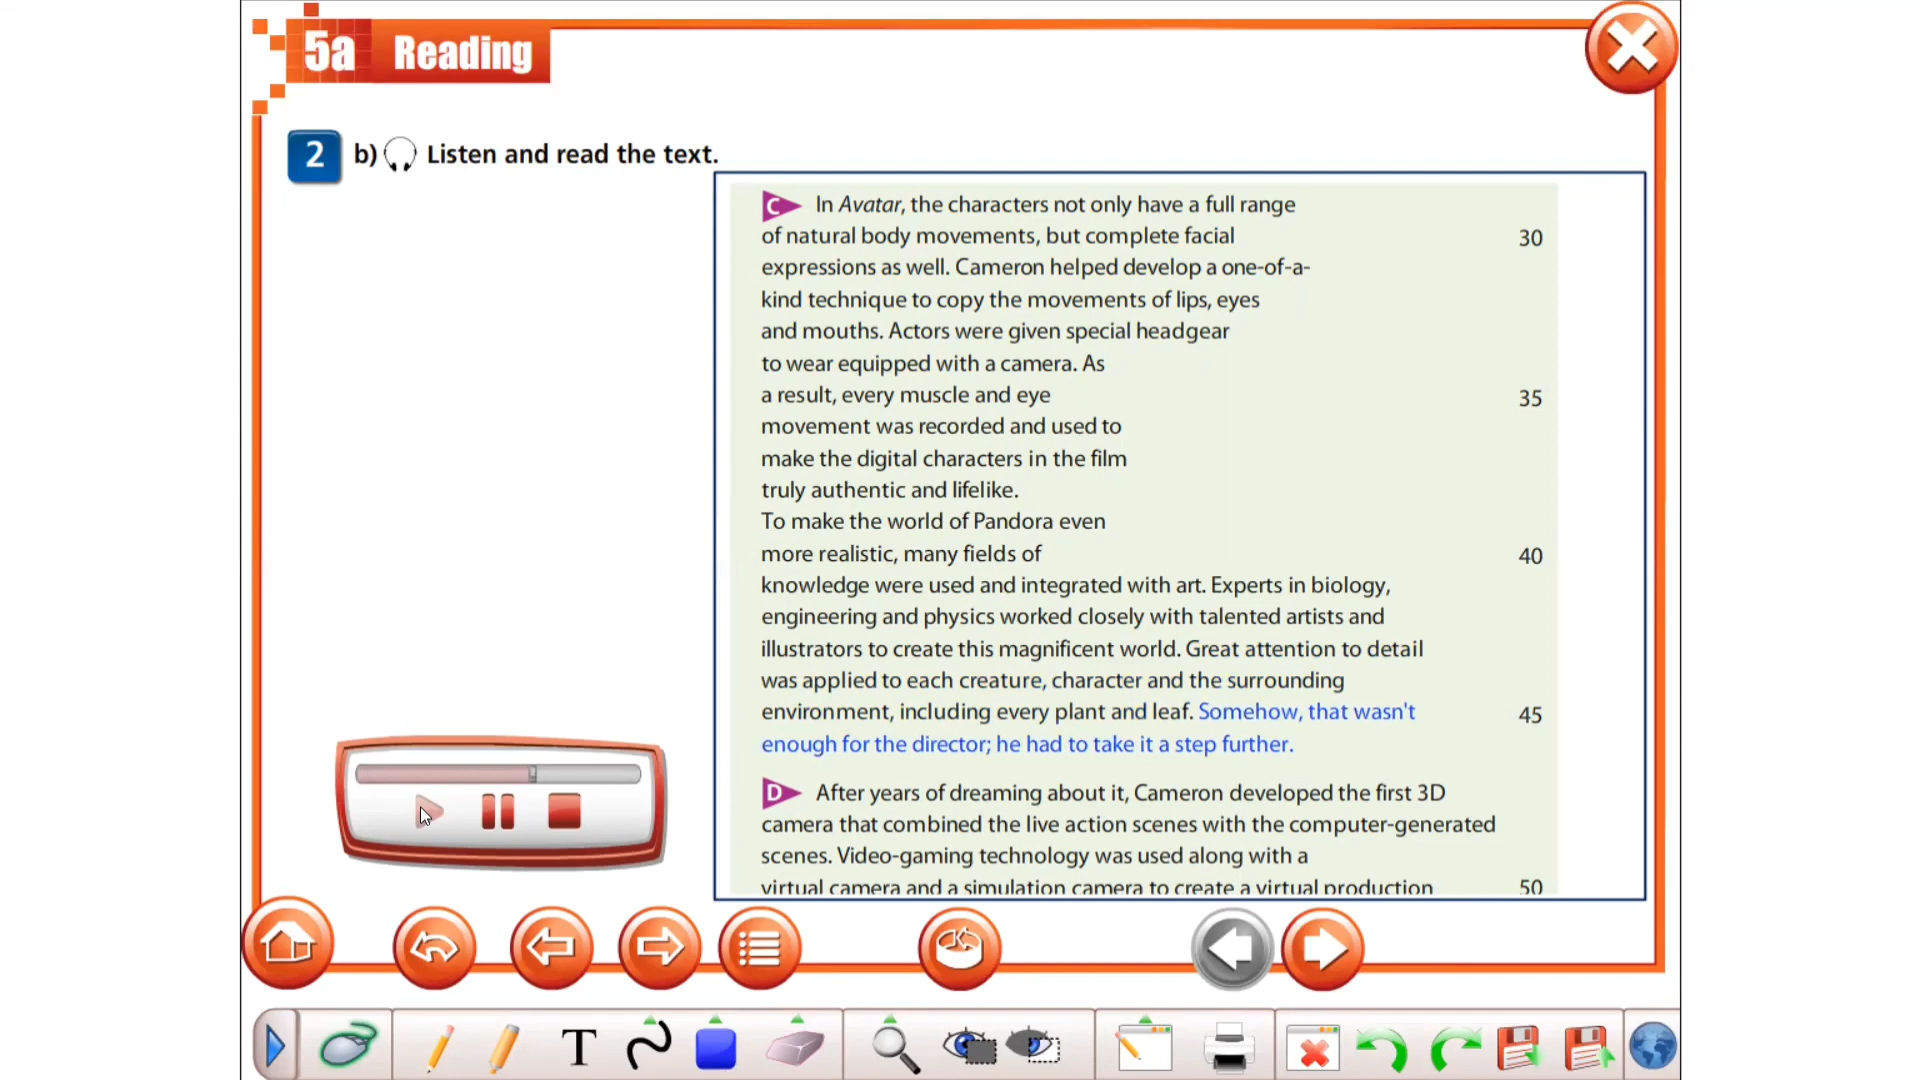 5a Reading
2 b) Listen and read the text.
C In Avatar, the characters not only have a full range
of natural body movements, but complete facial 30
expressions as well. Cameron helped develop a one-of-a-
kind technique to copy the movements of lips, eyes
and mouths. Actors were given special headgear
to wear equipped with a camera. As
a result, every muscle and eye 35
movement was recorded and used to
make the digital characters in the film
truly authentic and lifelike.
To make the world of Pandora even
more realistic, many fields of 40
knowledge were used and integrated with art. Experts in biology,
engineering and physics worked closely with talented artists and
illustrators to create this magnificent world. Great attention to detail
was applied to each creature, character and the surrounding
environment, including every plant and leaf. Somehow, that wasn't 45
enough for the director; he had to take it a step further.
D After years of dreaming about it, Cameron developed the first 3D
camera that combined the live action scenes with the computer-generated
scenes. Video-gaming technology was used along with a
virtual camera and a simulation camera to create a virtual production 50
T